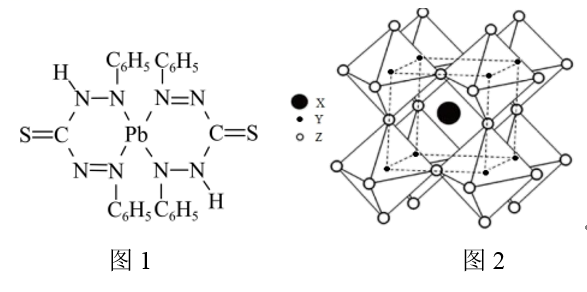 C₆H₅ C₆H₅
H
N—N N=N
S=C Pb C=S
N=N N—N
H
C₆H₅ C₆H₅
X
Y
Z
图 1
图 2